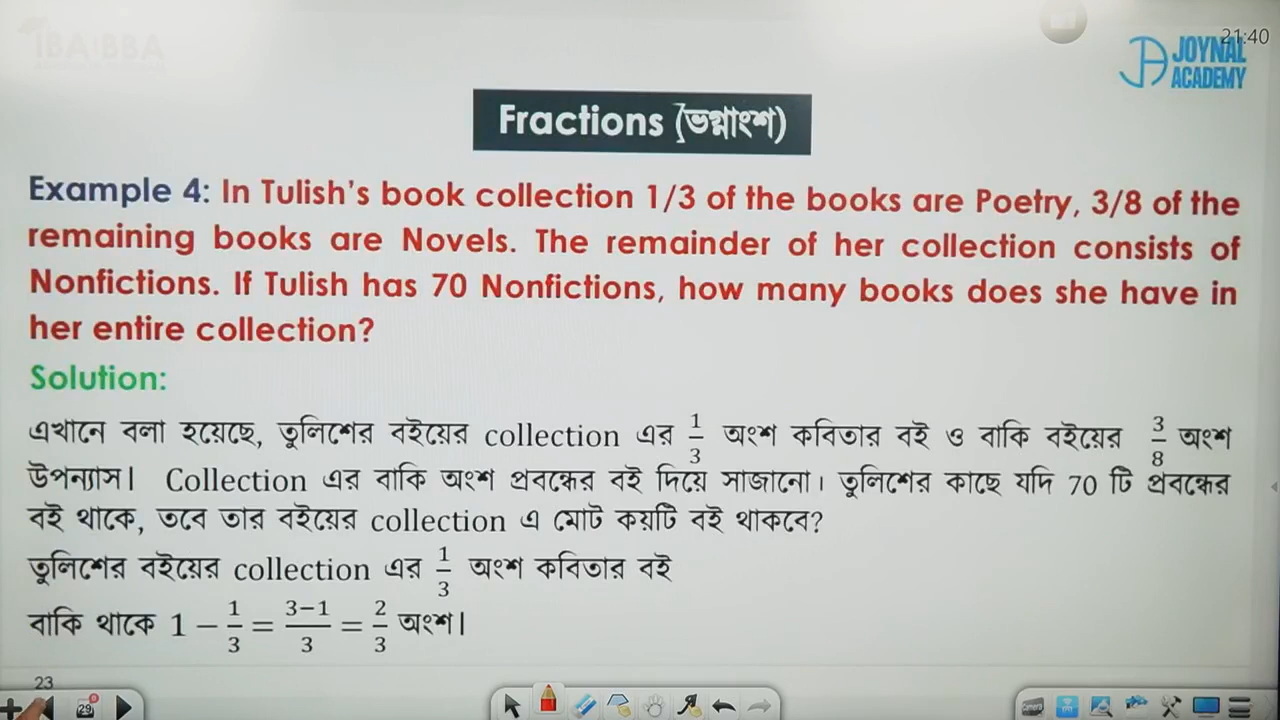 IBA BBA
21:40
JOYNAL
ACADEMY
Fractions (ভগ্নাংশ)
Example 4: In Tulish's book collection 1/3 of the books are Poetry, 3/8 of the
remaining books are Novels. The remainder of her collection consists of
Nonfictions. If Tulish has 70 Nonfictions, how many books does she have in
her entire collection?
Solution:
এখানে বলা হয়েছে, তুলিশের বইয়ের collection এর 1/3 অংশ কবিতার বই ও বাকি বইয়ের 3/8 অংশ
উপন্যাস। Collection এর বাকি অংশ প্রবন্ধের বই দিয়ে সাজানো। তুলিশের কাছে যদি 70 টি প্রবন্ধের
বই থাকে, তবে তার বইয়ের collection এ মোট কয়টি বই থাকবে?
তুলিশের বইয়ের collection এর 1/3 অংশ কবিতার বই
বাকি থাকে 1 − 1/3 = 3−1/3 = 2/3 অংশ।
23
29
Camera